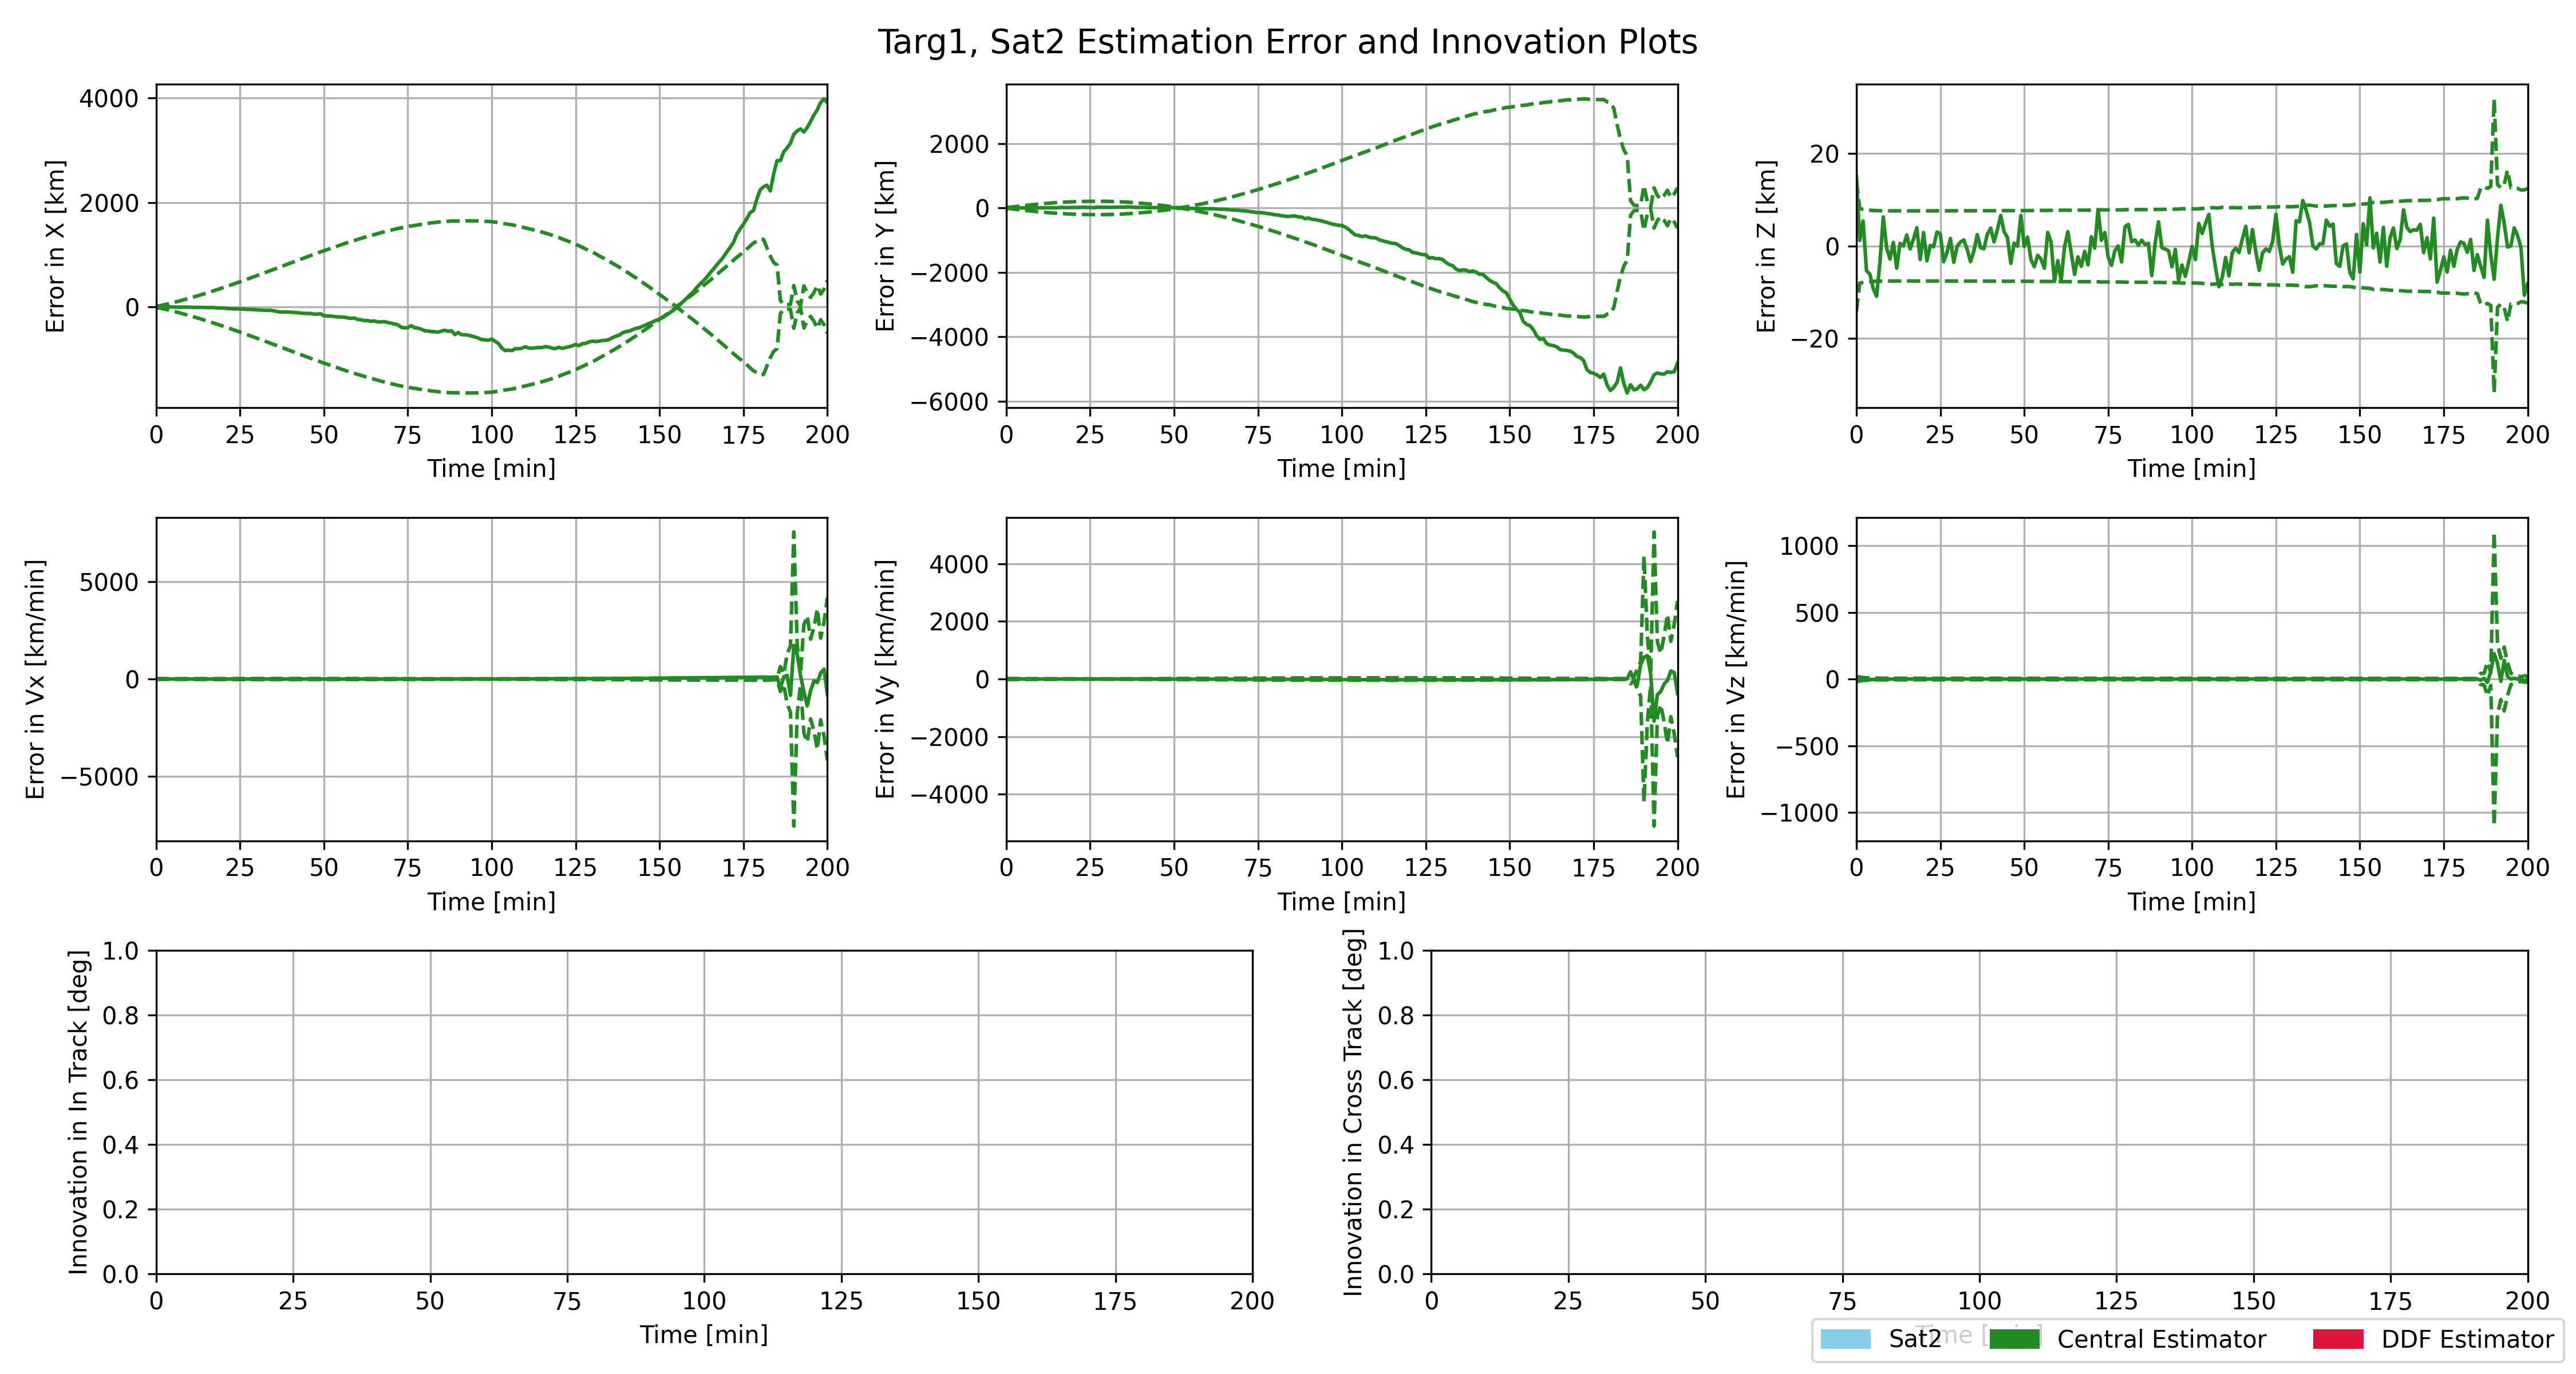 Targ1, Sat2 Estimation Error and Innovation Plots
Error in X [km]
4000
2000
0
0 25 50 75 100 125 150 175 200
Time [min]
Error in Y [km]
2000
0
−2000
−4000
−6000
0 25 50 75 100 125 150 175 200
Time [min]
Error in Z [km]
20
0
−20
0 25 50 75 100 125 150 175 200
Time [min]
Error in Vx [km/min]
5000
0
−5000
0 25 50 75 100 125 150 175 200
Time [min]
Error in Vy [km/min]
4000
2000
0
−2000
−4000
0 25 50 75 100 125 150 175 200
Time [min]
Error in Vz [km/min]
1000
500
0
−500
−1000
0 25 50 75 100 125 150 175 200
Time [min]
Innovation in In Track [deg]
1.0
0.8
0.6
0.4
0.2
0.0
0 25 50 75 100 125 150 175 200
Time [min]
Innovation in Cross Track [deg]
1.0
0.8
0.6
0.4
0.2
0.0
0 25 50 75 100 125 150 175 200
Time [min]
Sat2 Central Estimator DDF Estimator